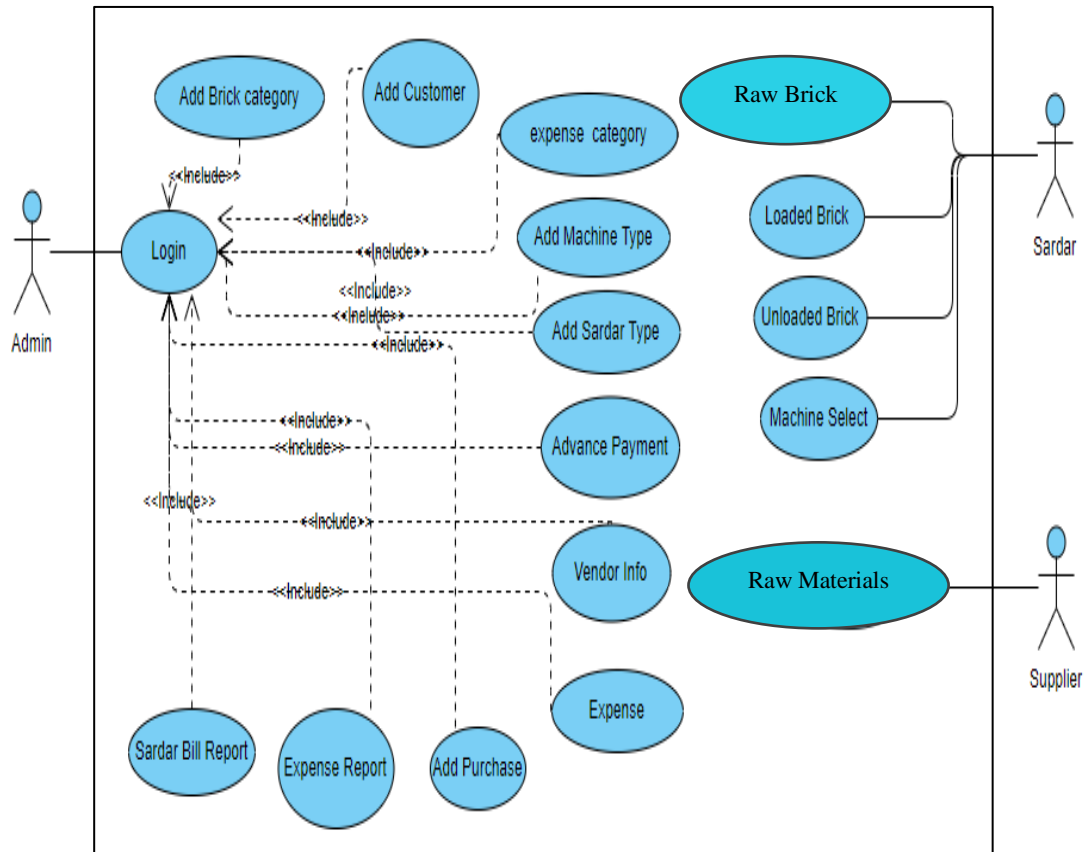 Add Brick category
Add Customer
Raw Brick
expense category
<<Include>>
Loaded Brick
<<Include>>
Add Machine Type
Login
<<Include>>
Sardar
<<Include>>
<<Include>>
Unloaded Brick
Add Sardar Type
Admin
<<Include>>
Machine Select
<<Include>>
<<Include>>
Advance Payment
<<Include>>
<<Include>>
Vendor Info
Raw Materials
<<Include>>
Supplier
Expense
Sardar Bill Report
Expense Report
Add Purchase